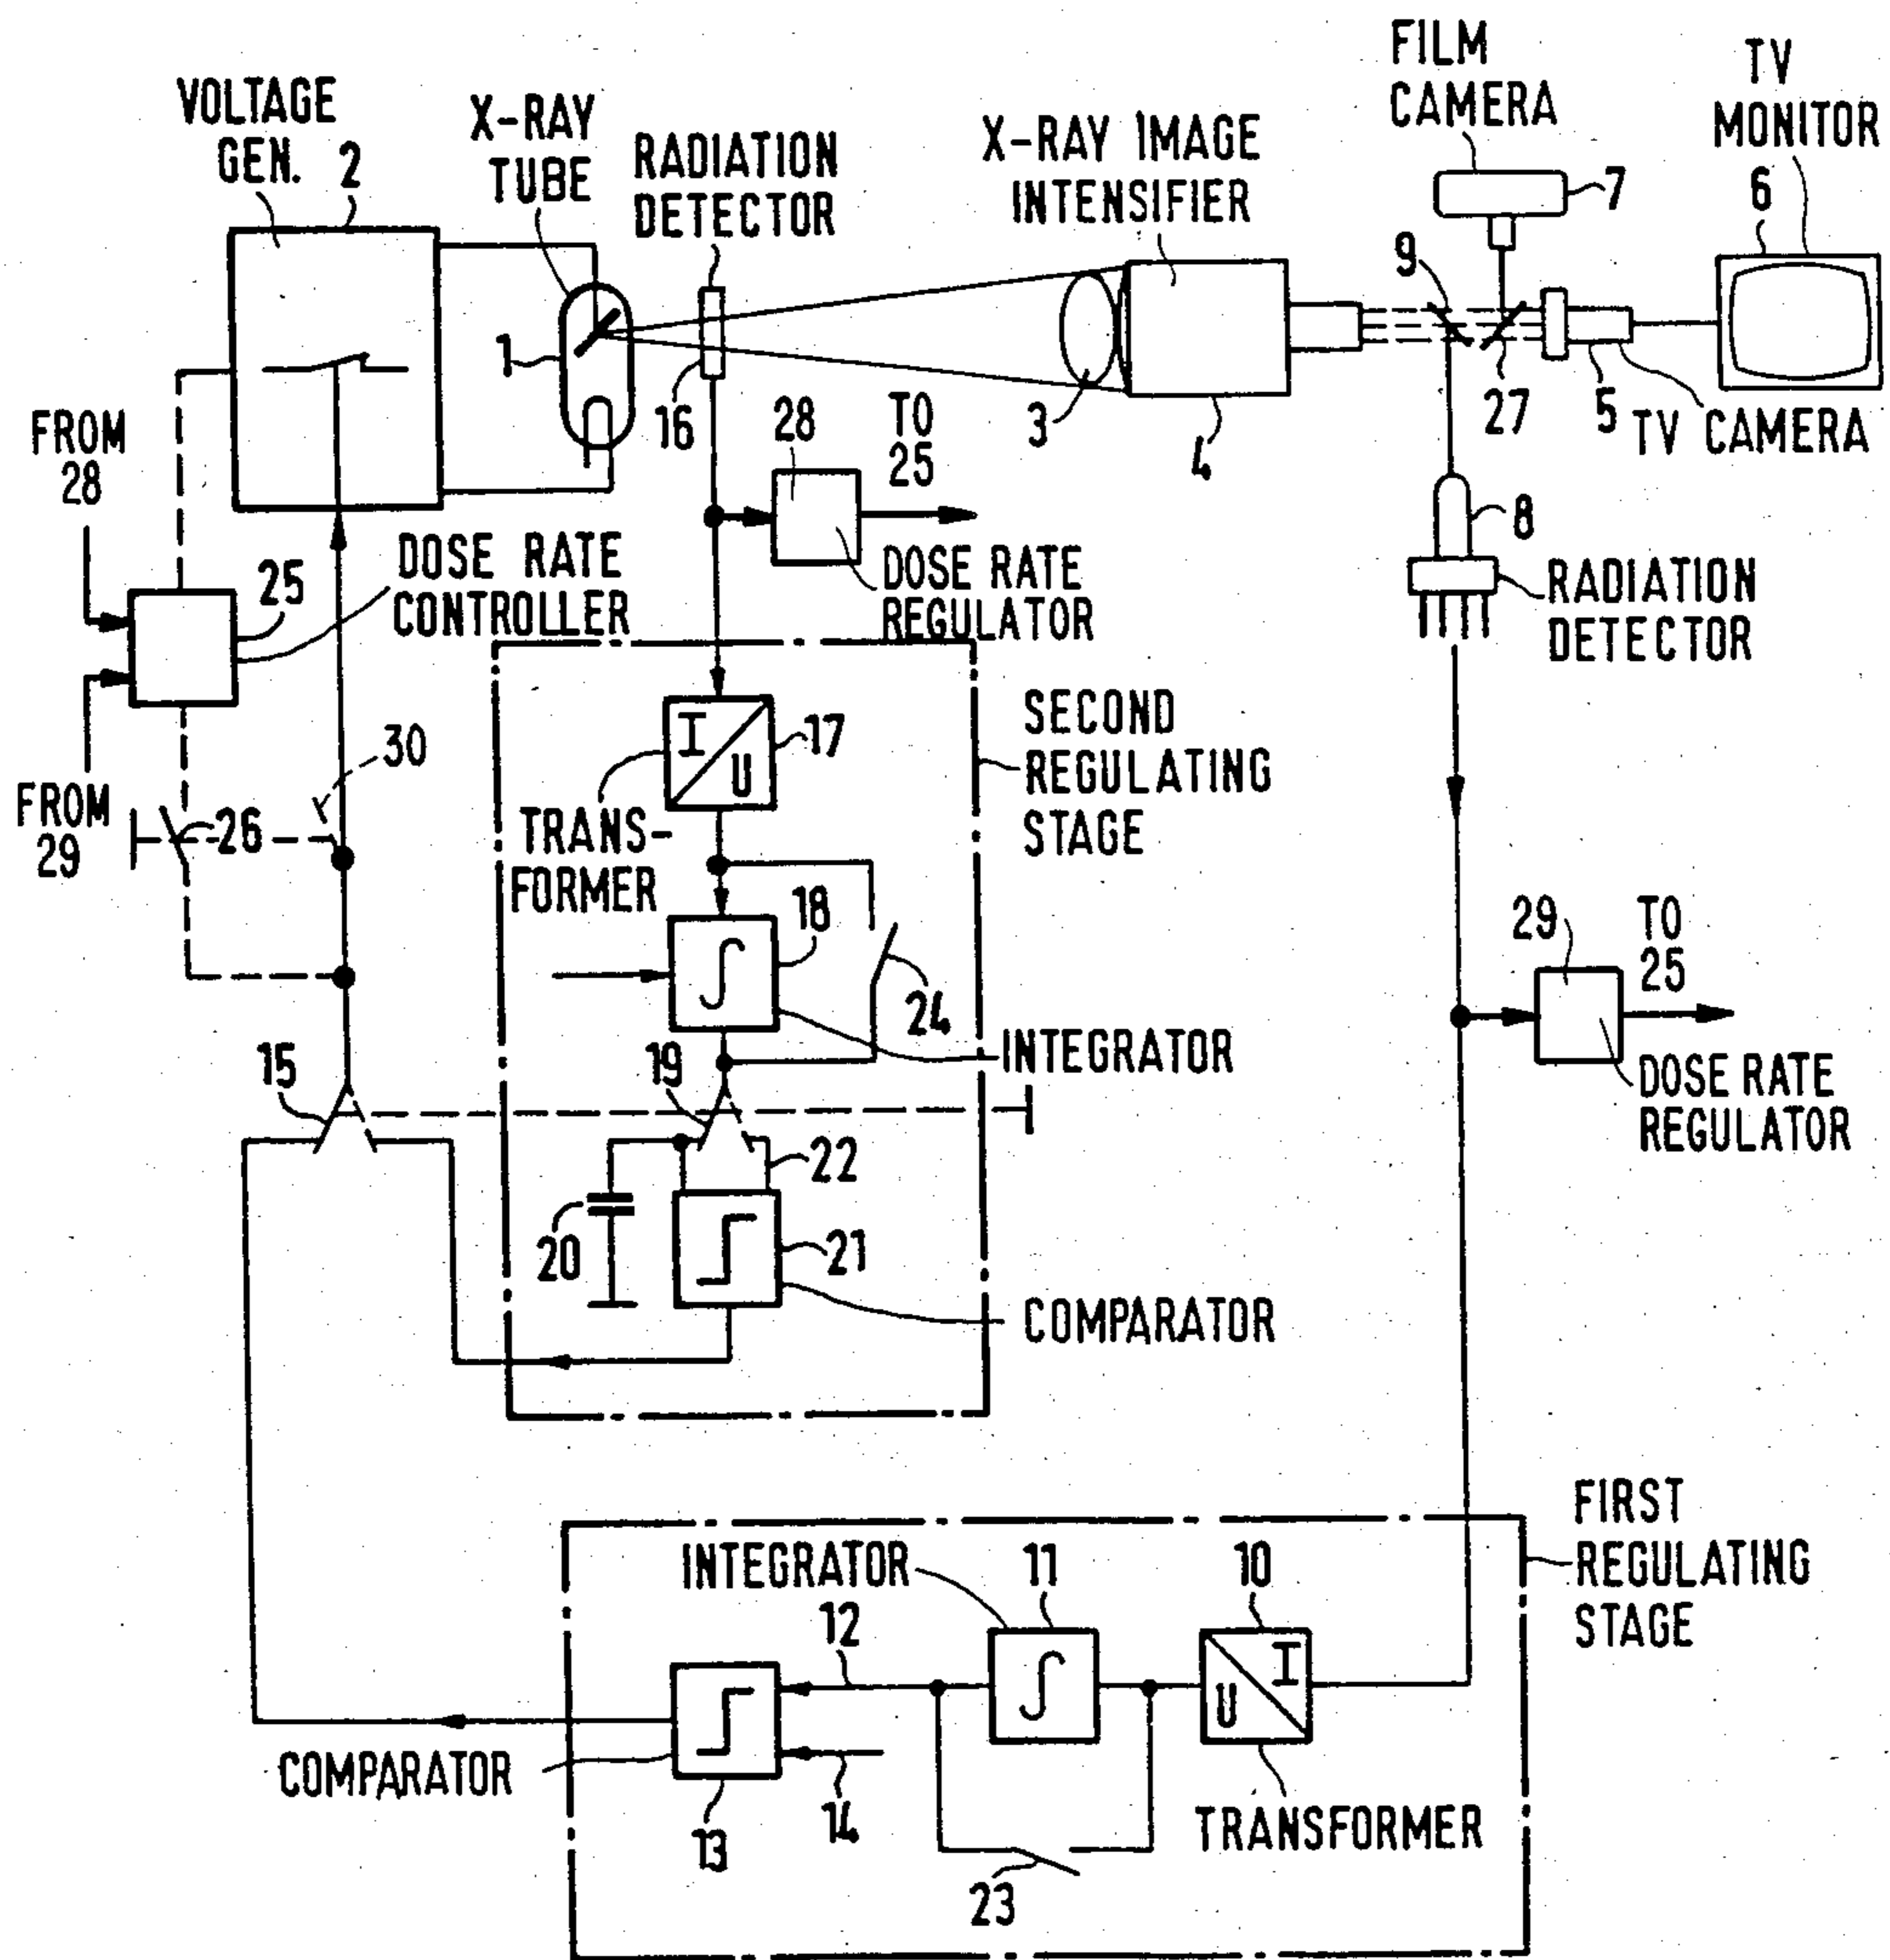 FILM
CAMERA
TV
MONITOR
VOLTAGE
GEN. 2
X-RAY
TUBE
RADIATION
DETECTOR
X-RAY IMAGE
INTENSIFIER
7
6
9
1
16
28
TO
25
3
4
27
5
TV CAMERA
FROM
28
8
DOSE RATE
CONTROLLER
25
DOSE RATE
REGULATOR
RADIATION
DETECTOR
30
I
U
17
SECOND
REGULATING
STAGE
FROM
29
26
TRANS-
FORMER
18
∫
24
29
TO
25
INTEGRATOR
15
19
DOSE RATE
REGULATOR
22
20
21
COMPARATOR
FIRST
REGULATING
STAGE
INTEGRATOR
11
10
12
∫
I
U
COMPARATOR
13
14
TRANSFORMER
23